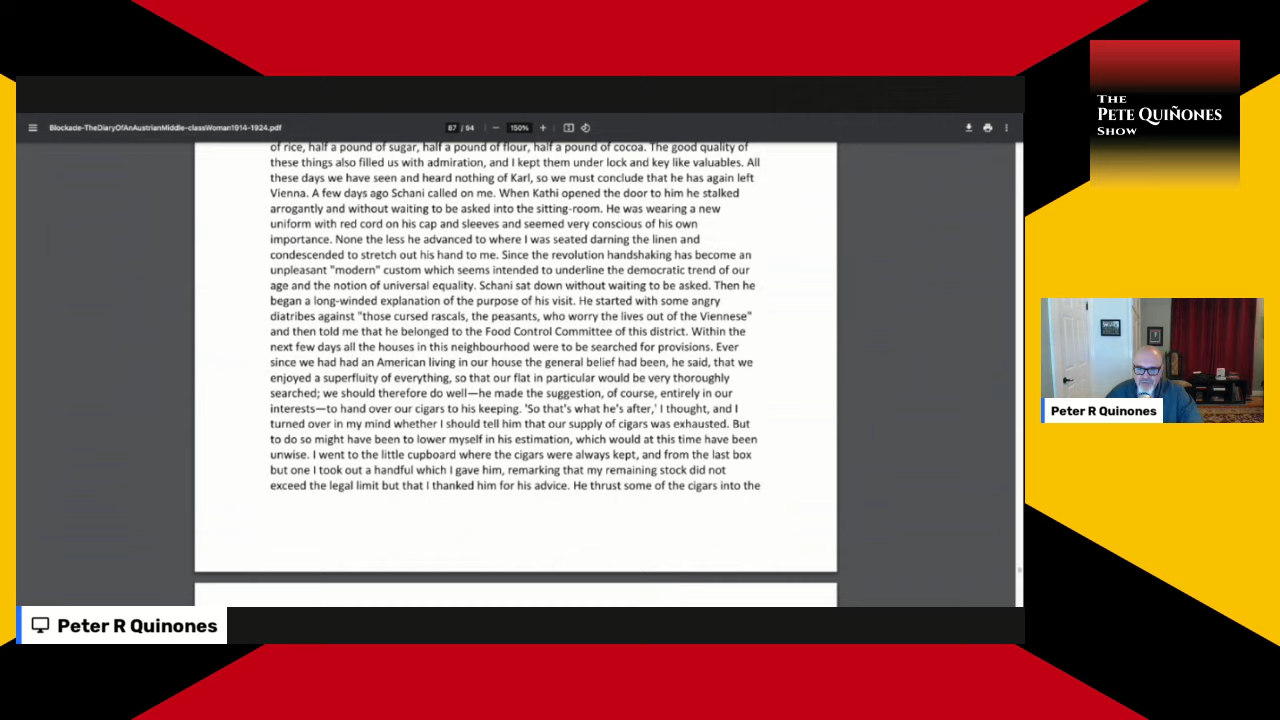 THE
PETE QUIÑONES
SHOW
Blockade-TheDiaryOfAnAustrianMiddle-classWoman1914-1924.pdf
87 / 94
150%
of rice, half a pound of sugar, half a pound of flour, half a pound of cocoa. The good quality of
these things also filled us with admiration, and I kept them under lock and key like valuables. All
these days we have seen and heard nothing of Karl, so we must conclude that he has again left
Vienna. A few days ago Schani called on me. When Kathi opened the door to him he stalked
arrogantly and without waiting to be asked into the sitting-room. He was wearing a new
uniform with red cord on his cap and sleeves and seemed very conscious of his own
importance. None the less he advanced to where I was seated darning the linen and
condescended to stretch out his hand to me. Since the revolution handshaking has become an
unpleasant "modern" custom which seems intended to underline the democratic trend of our
age and the notion of universal equality. Schani sat down without waiting to be asked. Then he
began a long-winded explanation of the purpose of his visit. He started with some angry
diatribes against "those cursed rascals, the peasants, who worry the lives out of the Viennese"
and then told me that he belonged to the Food Control Committee of this district. Within the
next few days all the houses in this neighbourhood were to be searched for provisions. Ever
since we had had an American living in our house the general belief had been, he said, that we
enjoyed a superfluity of everything, so that our flat in particular would be very thoroughly
searched; we should therefore do well—he made the suggestion, of course, entirely in our
interests—to hand over our cigars to his keeping. 'So that's what he's after,' I thought, and I
turned over in my mind whether I should tell him that our supply of cigars was exhausted. But
to do so might have been to lower myself in his estimation, which would at this time have been
unwise. I went to the little cupboard where the cigars were always kept, and from the last box
but one I took out a handful which I gave him, remarking that my remaining stock did not
exceed the legal limit but that I thanked him for his advice. He thrust some of the cigars into the
Peter R Quinones
Peter R Quinones